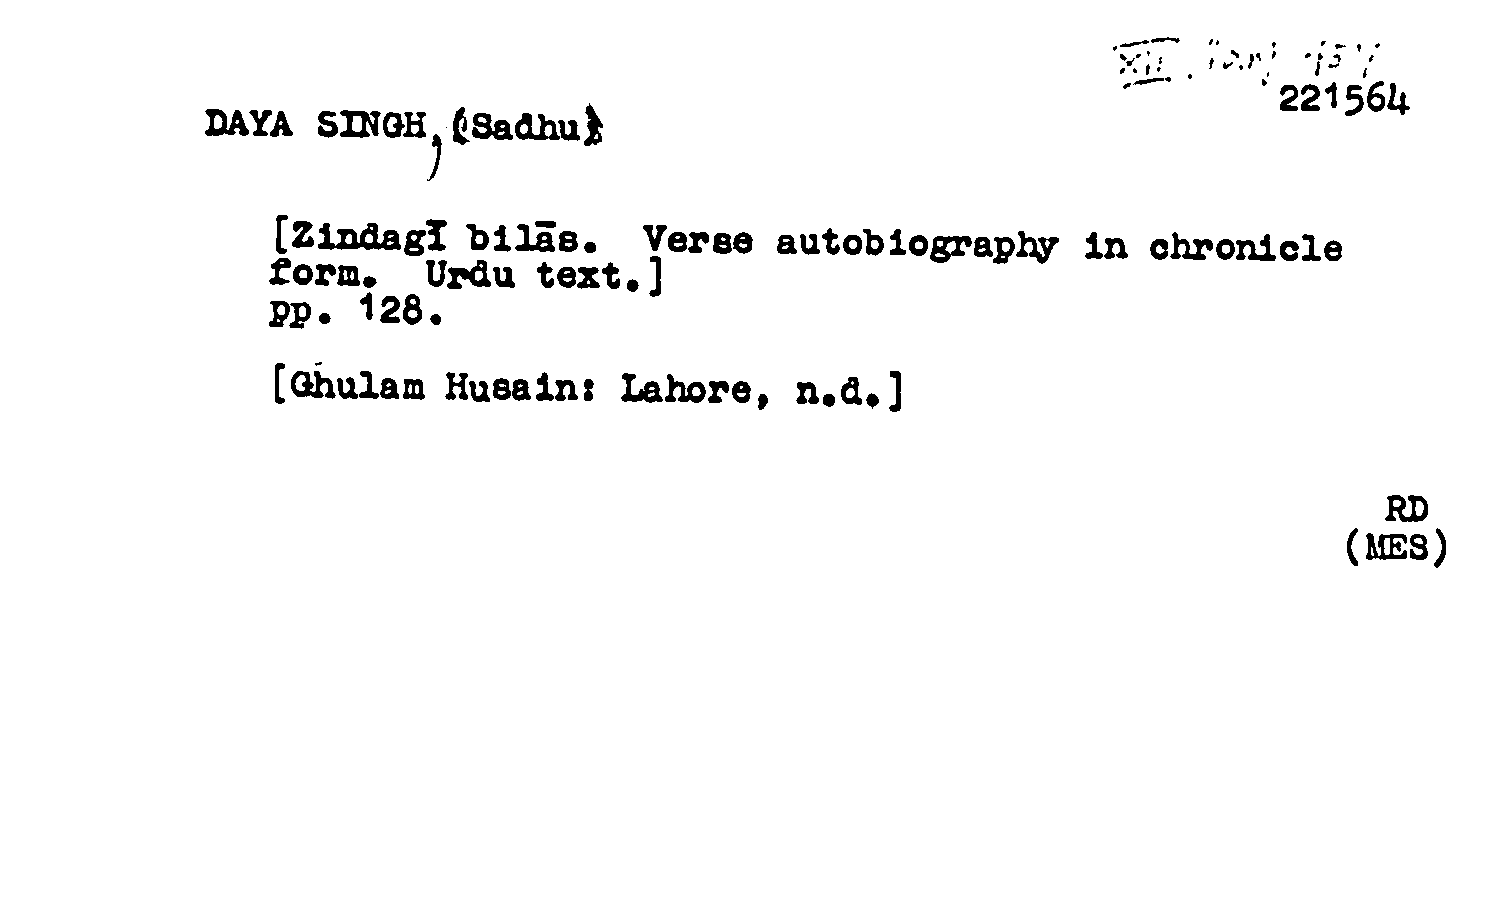 221564
DAYA SINGH, (Sadhu)
[Zindagī bilās. Verse autobiography in chronicle
form. Urdu text.]
pp. 128.
[Ghulam Husain: Lahore, n.d.]
RD
(MES)